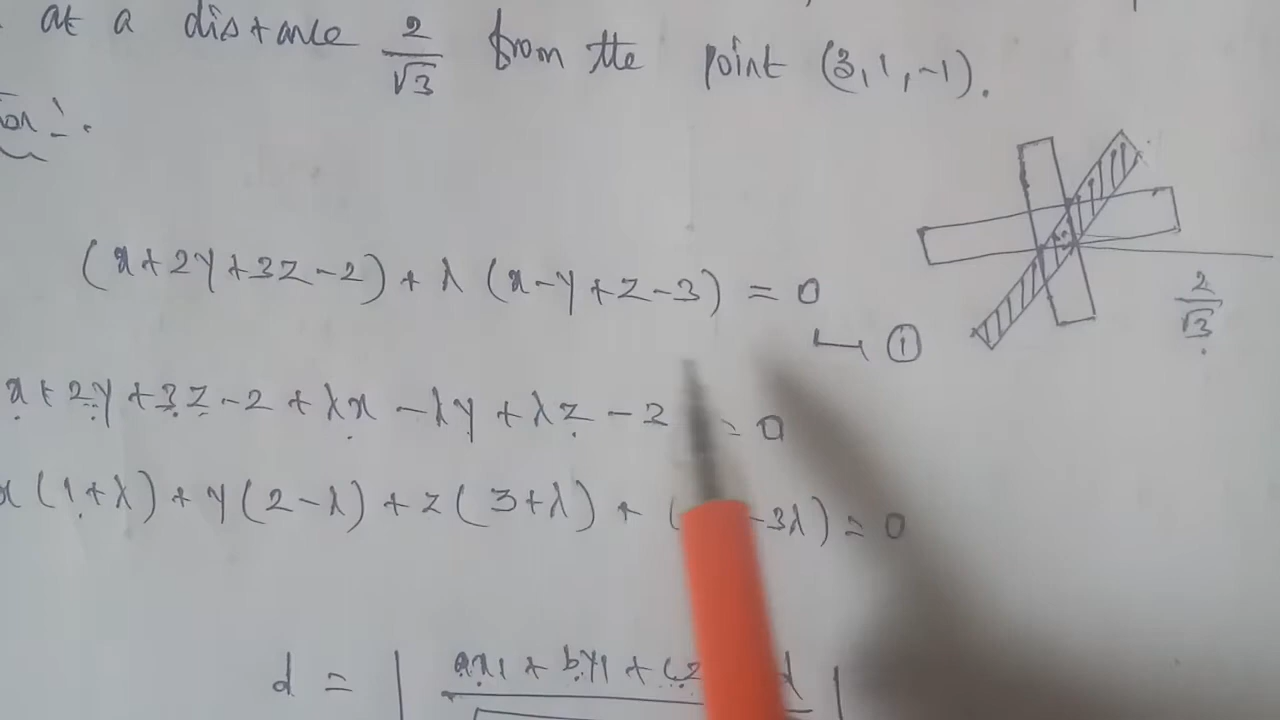 at a distance 2/√3 from the point (3,1,-1).
(x+2y+3z-2)+λ(x-y+z-3)=0
①
2/√3
x+2y+3z-2+λx-λy+λz-3 =0
x(1+λ)+y(2-λ)+z(3+λ)+( -3λ)=0
d = | ax1+by1+cz d |